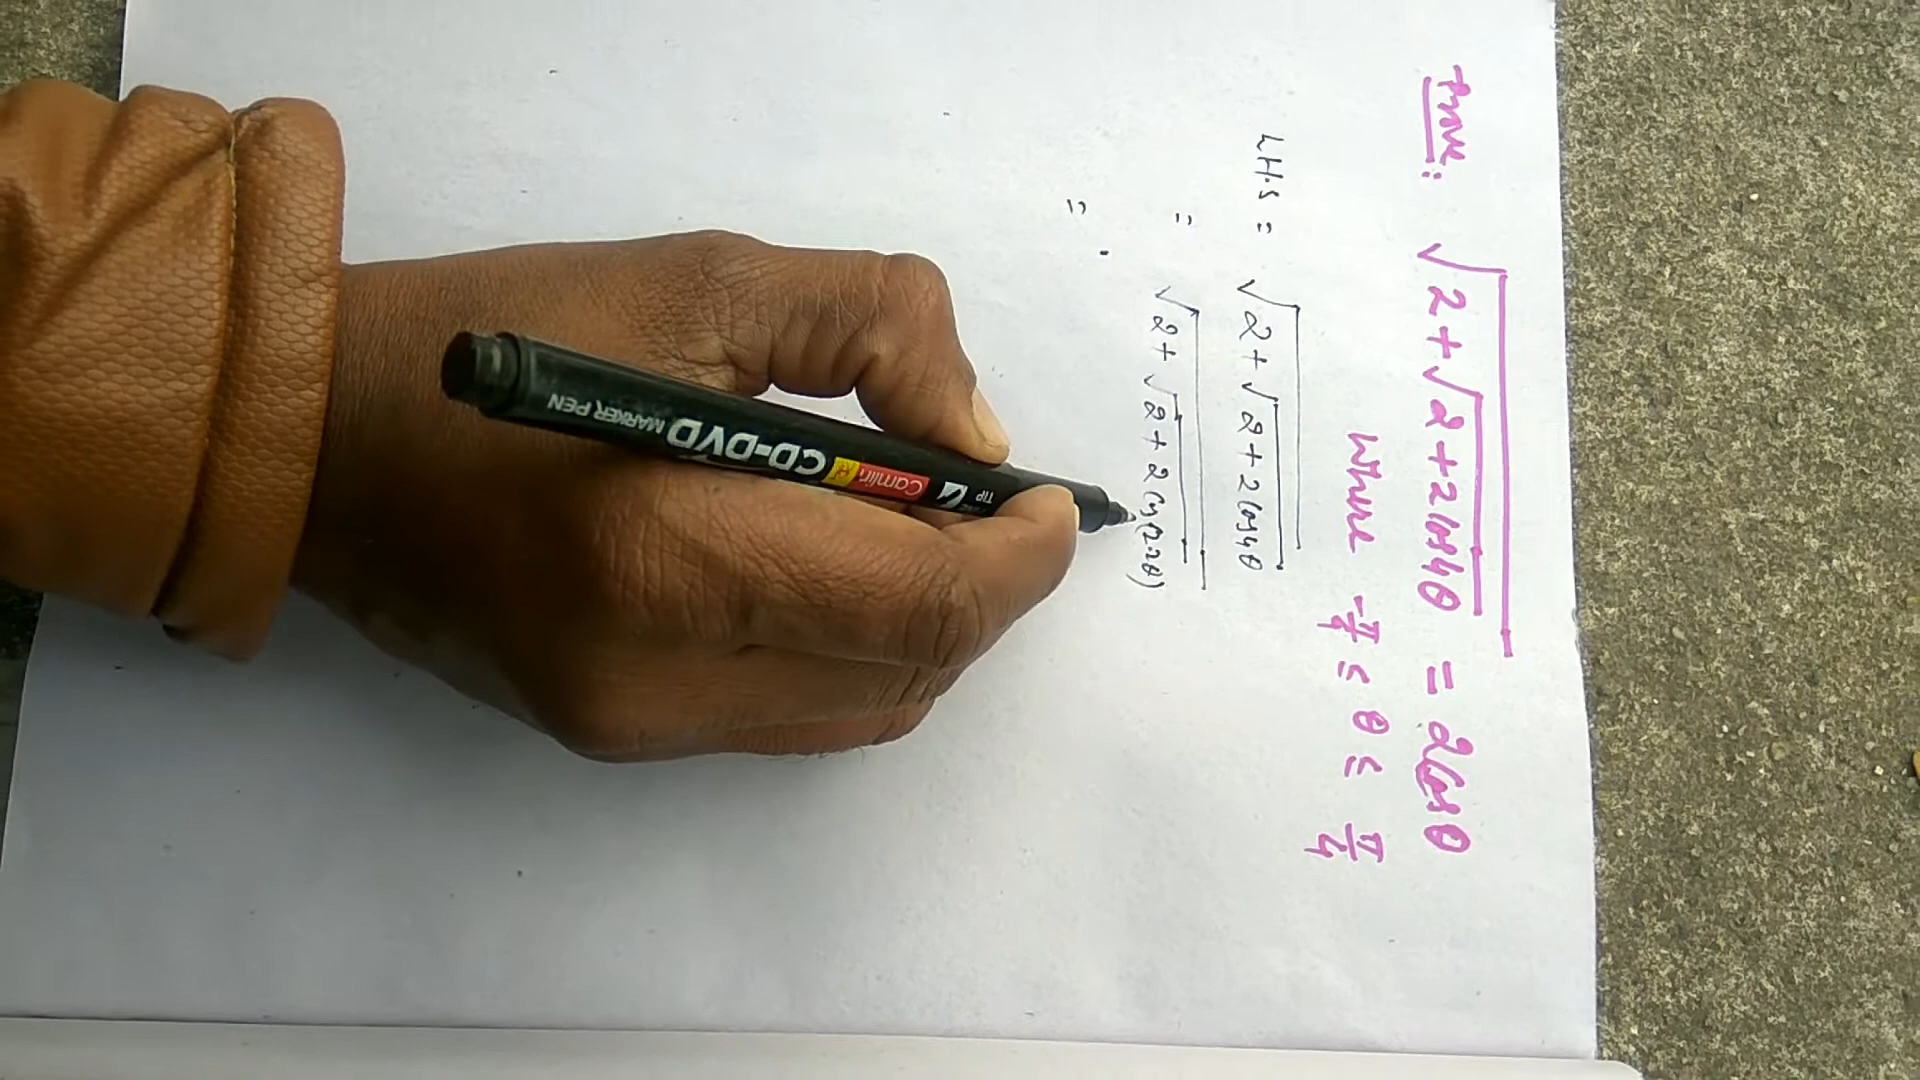 Prove: √2+√2+2Cos4θ = 2Cosθ
Where -π/4 ≤ θ ≤ π/4
LH.S = √2+√2+2Cos4θ
= √2+√2+2Cos(2·2θ)
=
TIP
Camlin
CD-DVD MARKER PEN